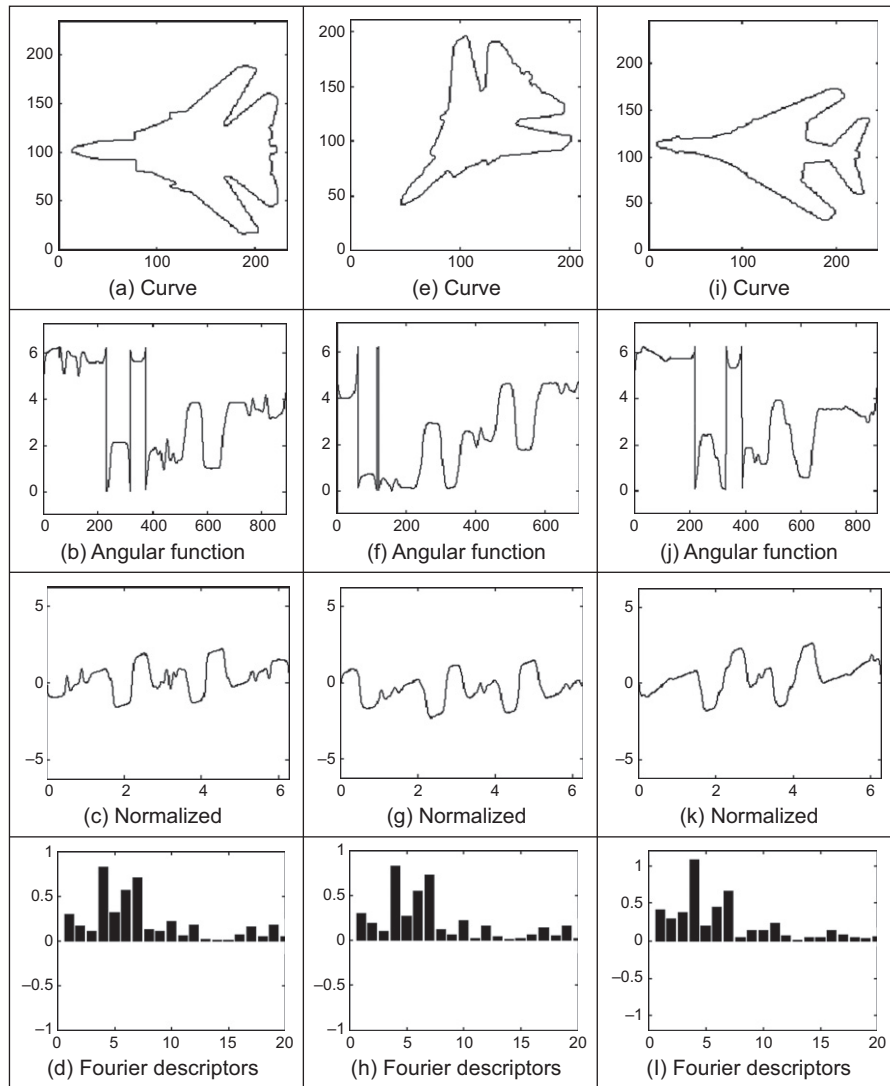 200
150
100
50
0
0 100 200
(a) Curve
200
150
100
50
0
100 200
(e) Curve
200
150
100
50
0
0 100 200
(i) Curve
6
4
2
0
0 200 400 600 800
(b) Angular function
6
4
2
0
0 200 400 600
(f) Angular function
6
4
2
0
0 200 400 600 800
(j) Angular function
5
0
–5
0 2 4 6
(c) Normalized
5
0
–5
0 2 4 6
(g) Normalized
5
0
–5
0 2 4 6
(k) Normalized
1
0.5
0
–0.5
–1
0 5 10 15 20
(d) Fourier descriptors
1
0.5
0
–0.5
–1
0 5 10 15 20
(h) Fourier descriptors
1
0.5
0
–0.5
–1
0 5 10 15 20
(l) Fourier descriptors